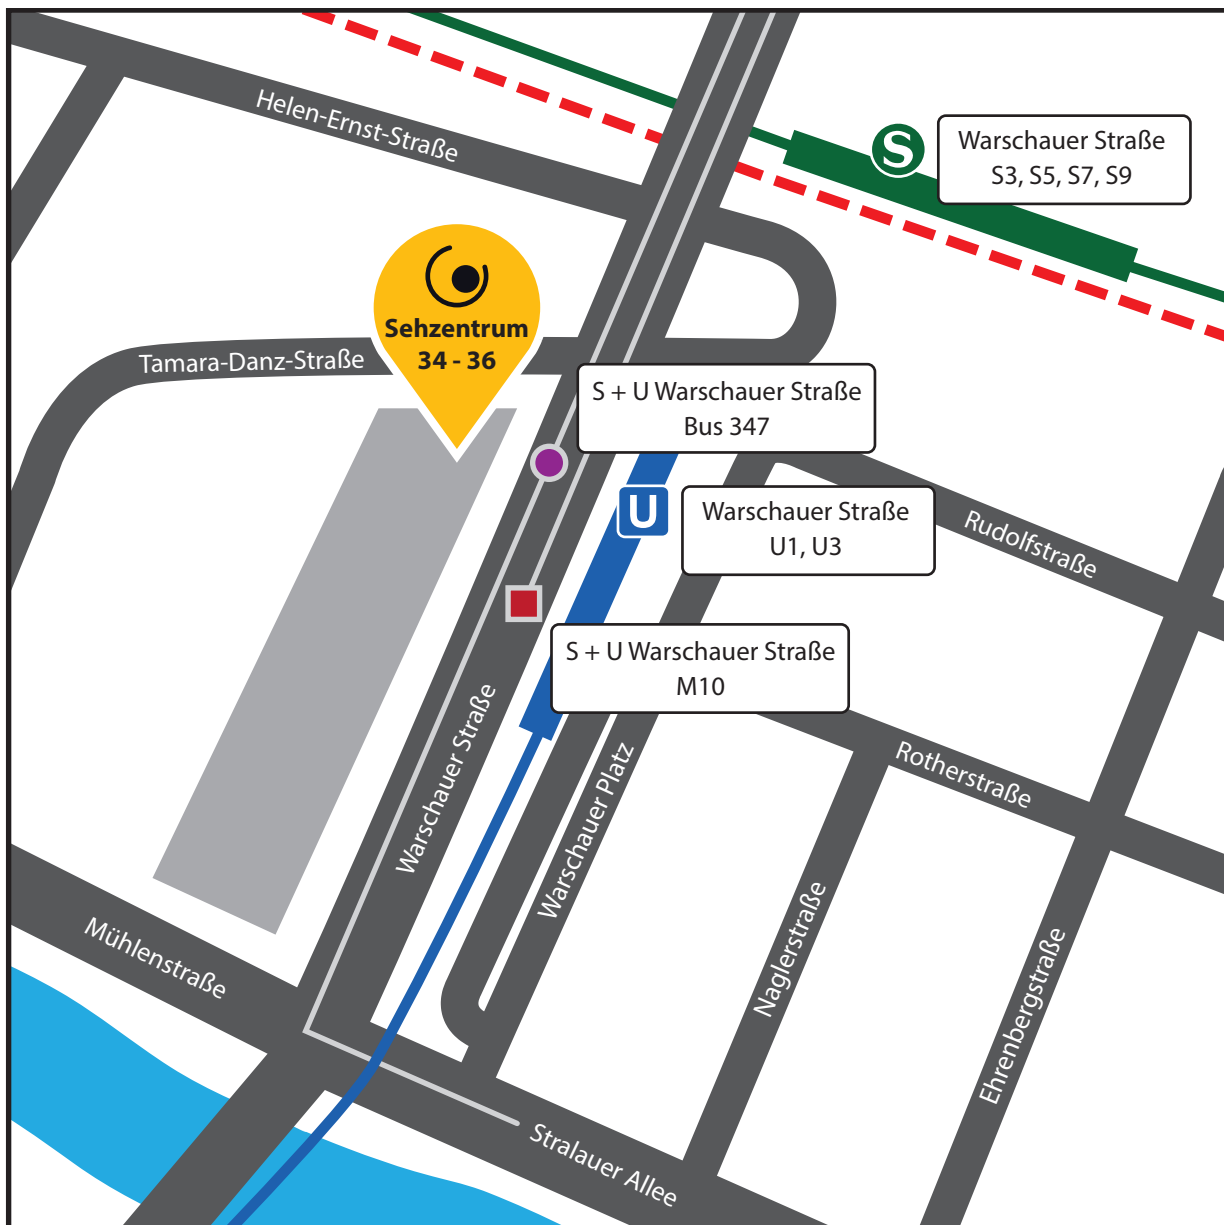 Helen-Ernst-Straße
S
Warschauer Straße
S3, S5, S7, S9
Sehzentrum
34 - 36
Tamara-Danz-Straße
S + U Warschauer Straße
Bus 347
U
Warschauer Straße
U1, U3
Rudolfstraße
S + U Warschauer Straße
M10
Warschauer Straße
Warschauer Platz
Rotherstraße
Mühlenstraße
Naglerstraße
Ehrenbergstraße
Stralauer Allee